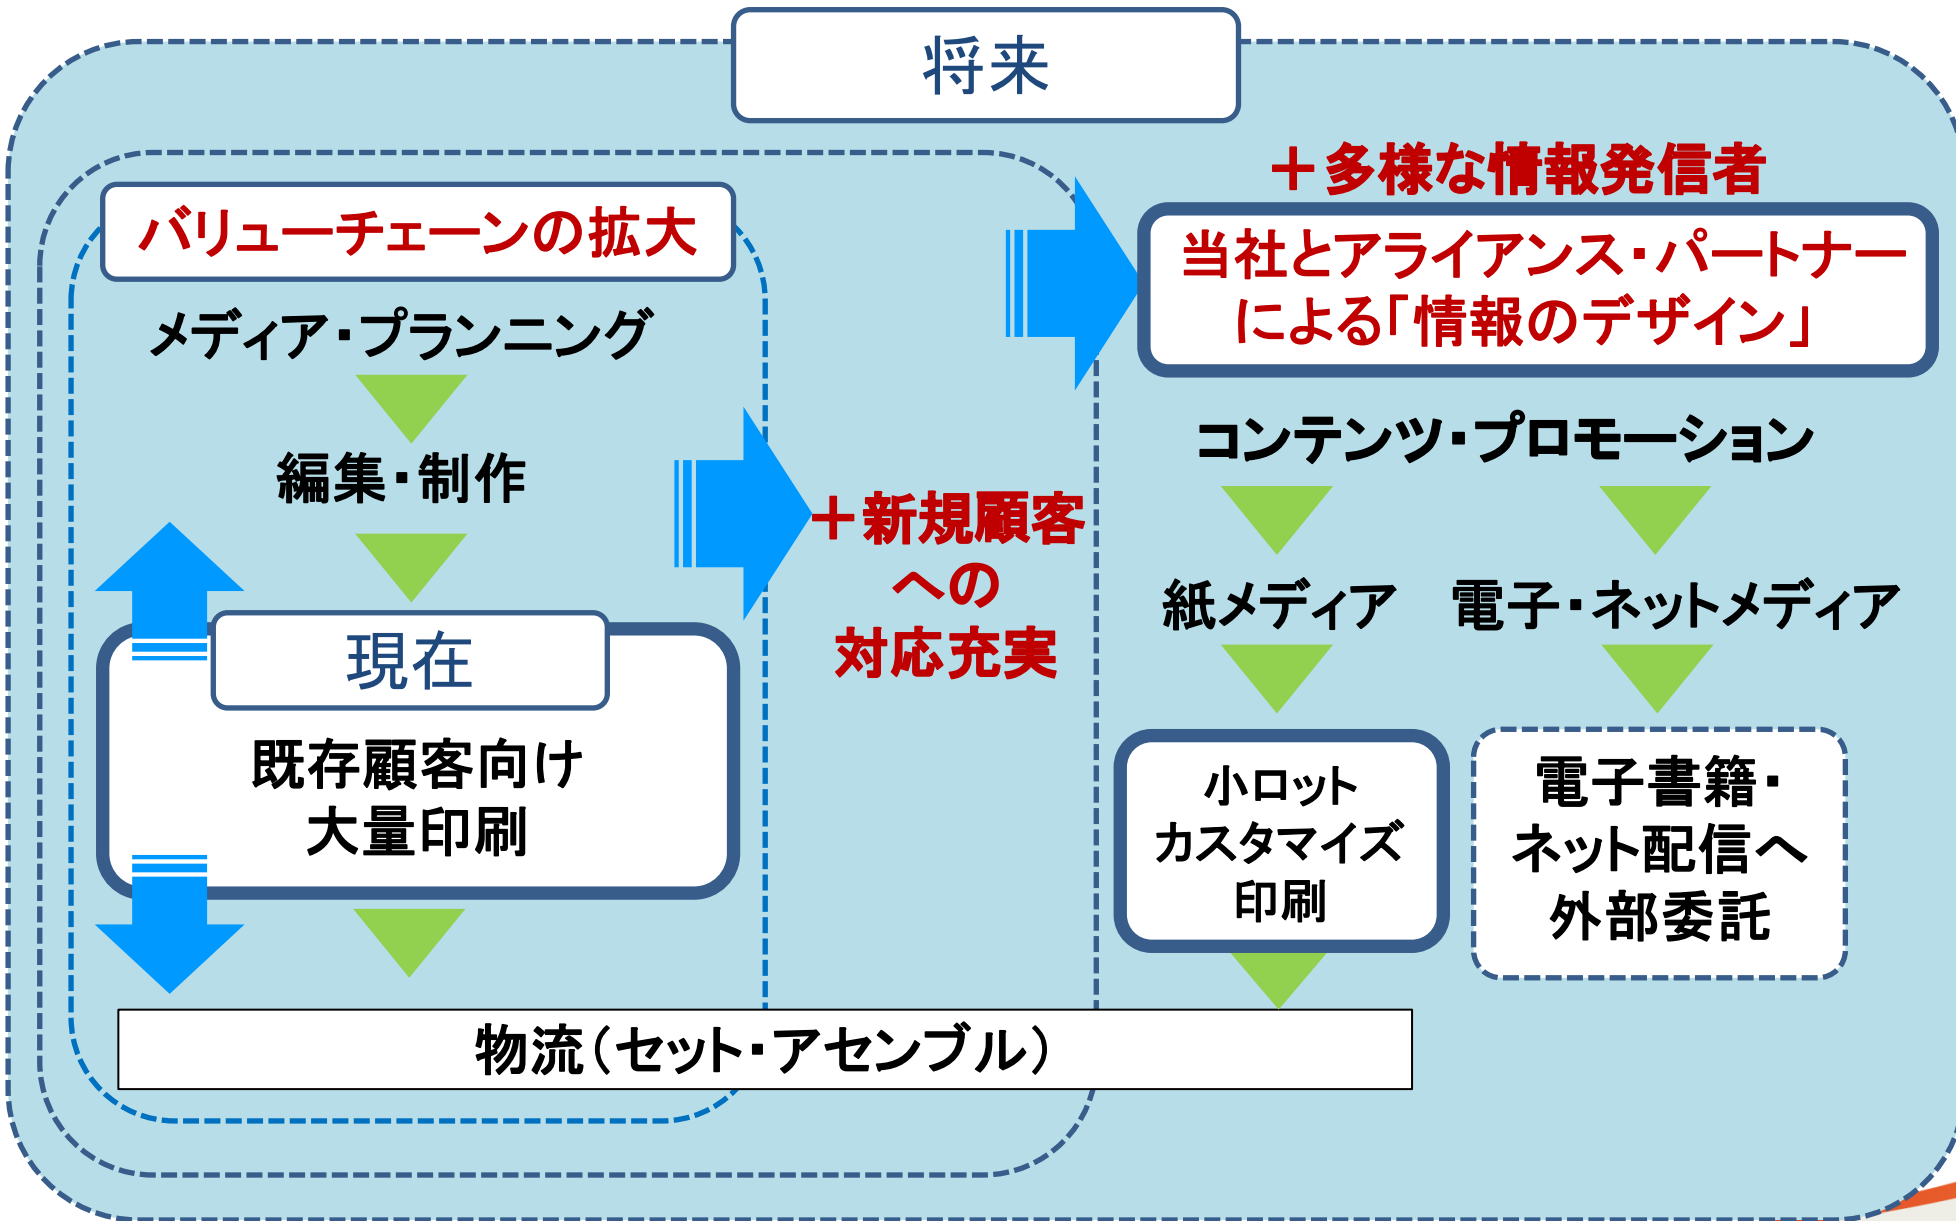 将来
バリューチェーンの拡大
メディア・プランニング
編集・制作
現在
既存顧客向け
大量印刷
＋新規顧客
への
対応充実
＋多様な情報発信者
当社とアライアンス・パートナー
による「情報のデザイン」
コンテンツ・プロモーション
紙メディア
電子・ネットメディア
小ロット
カスタマイズ
印刷
電子書籍・
ネット配信へ
外部委託
物流（セット・アセンブル）